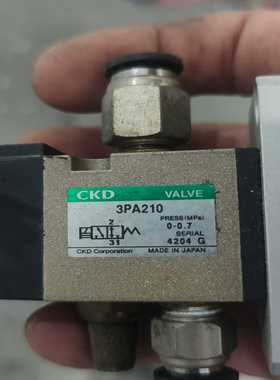 CKD VALVE
3PA210
PRESS(MPa)
2
0-0.7
SERIAL
31
4204 G
CKD Corporation MADE IN JAPAN